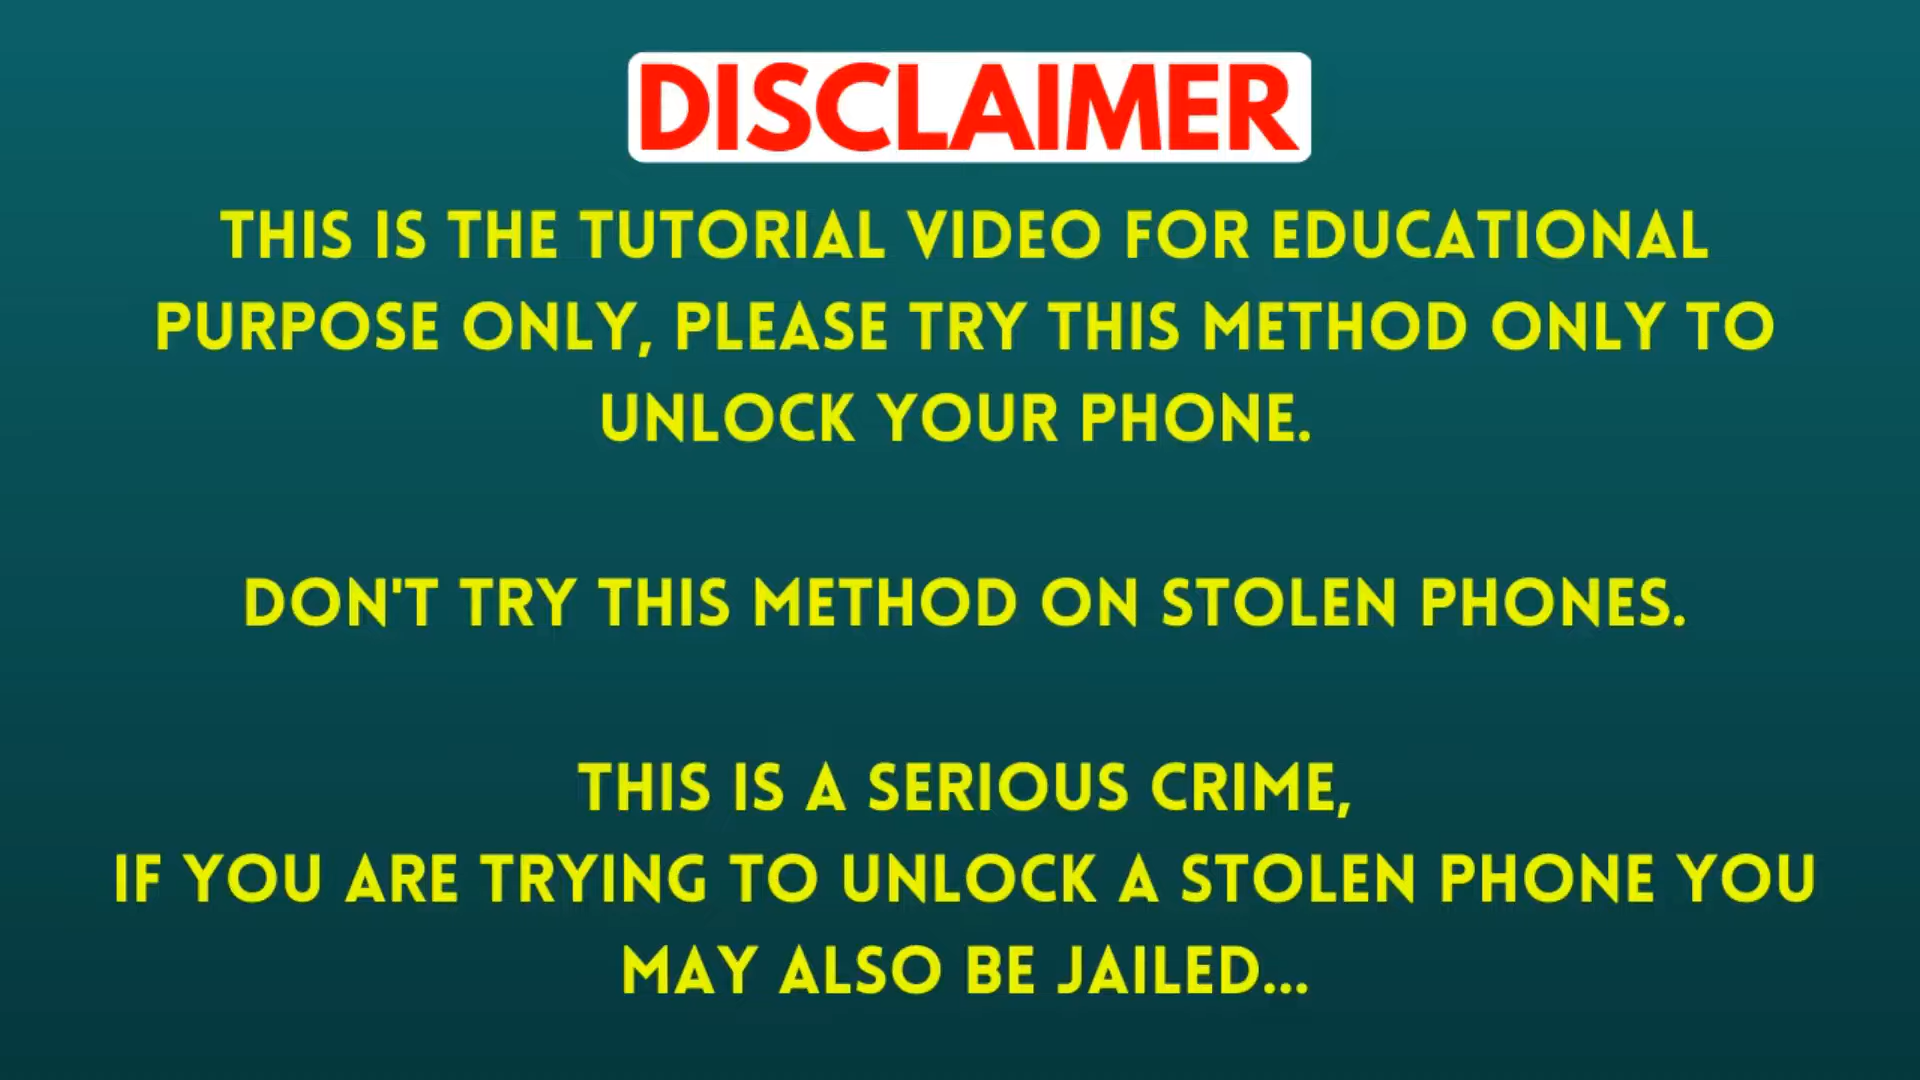 DISCLAIMER
THIS IS THE TUTORIAL VIDEO FOR EDUCATIONAL
PURPOSE ONLY, PLEASE TRY THIS METHOD ONLY TO
UNLOCK YOUR PHONE.
DON'T TRY THIS METHOD ON STOLEN PHONES.
THIS IS A SERIOUS CRIME,
IF YOU ARE TRYING TO UNLOCK A STOLEN PHONE YOU
MAY ALSO BE JAILED...